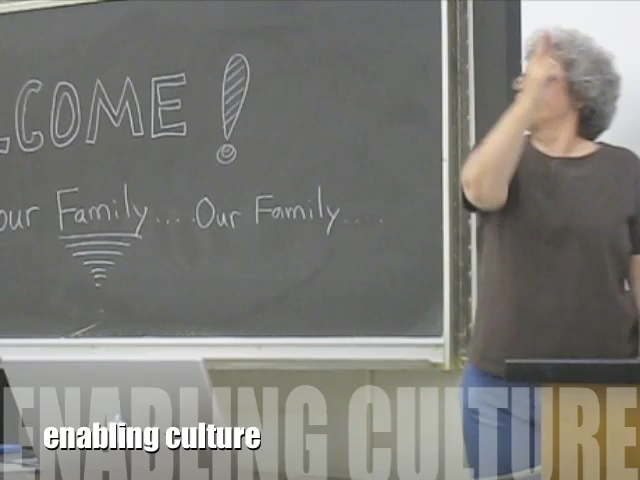 LCOME!
our Family.... Our Family....
ENABLING CULTURE
enabling culture